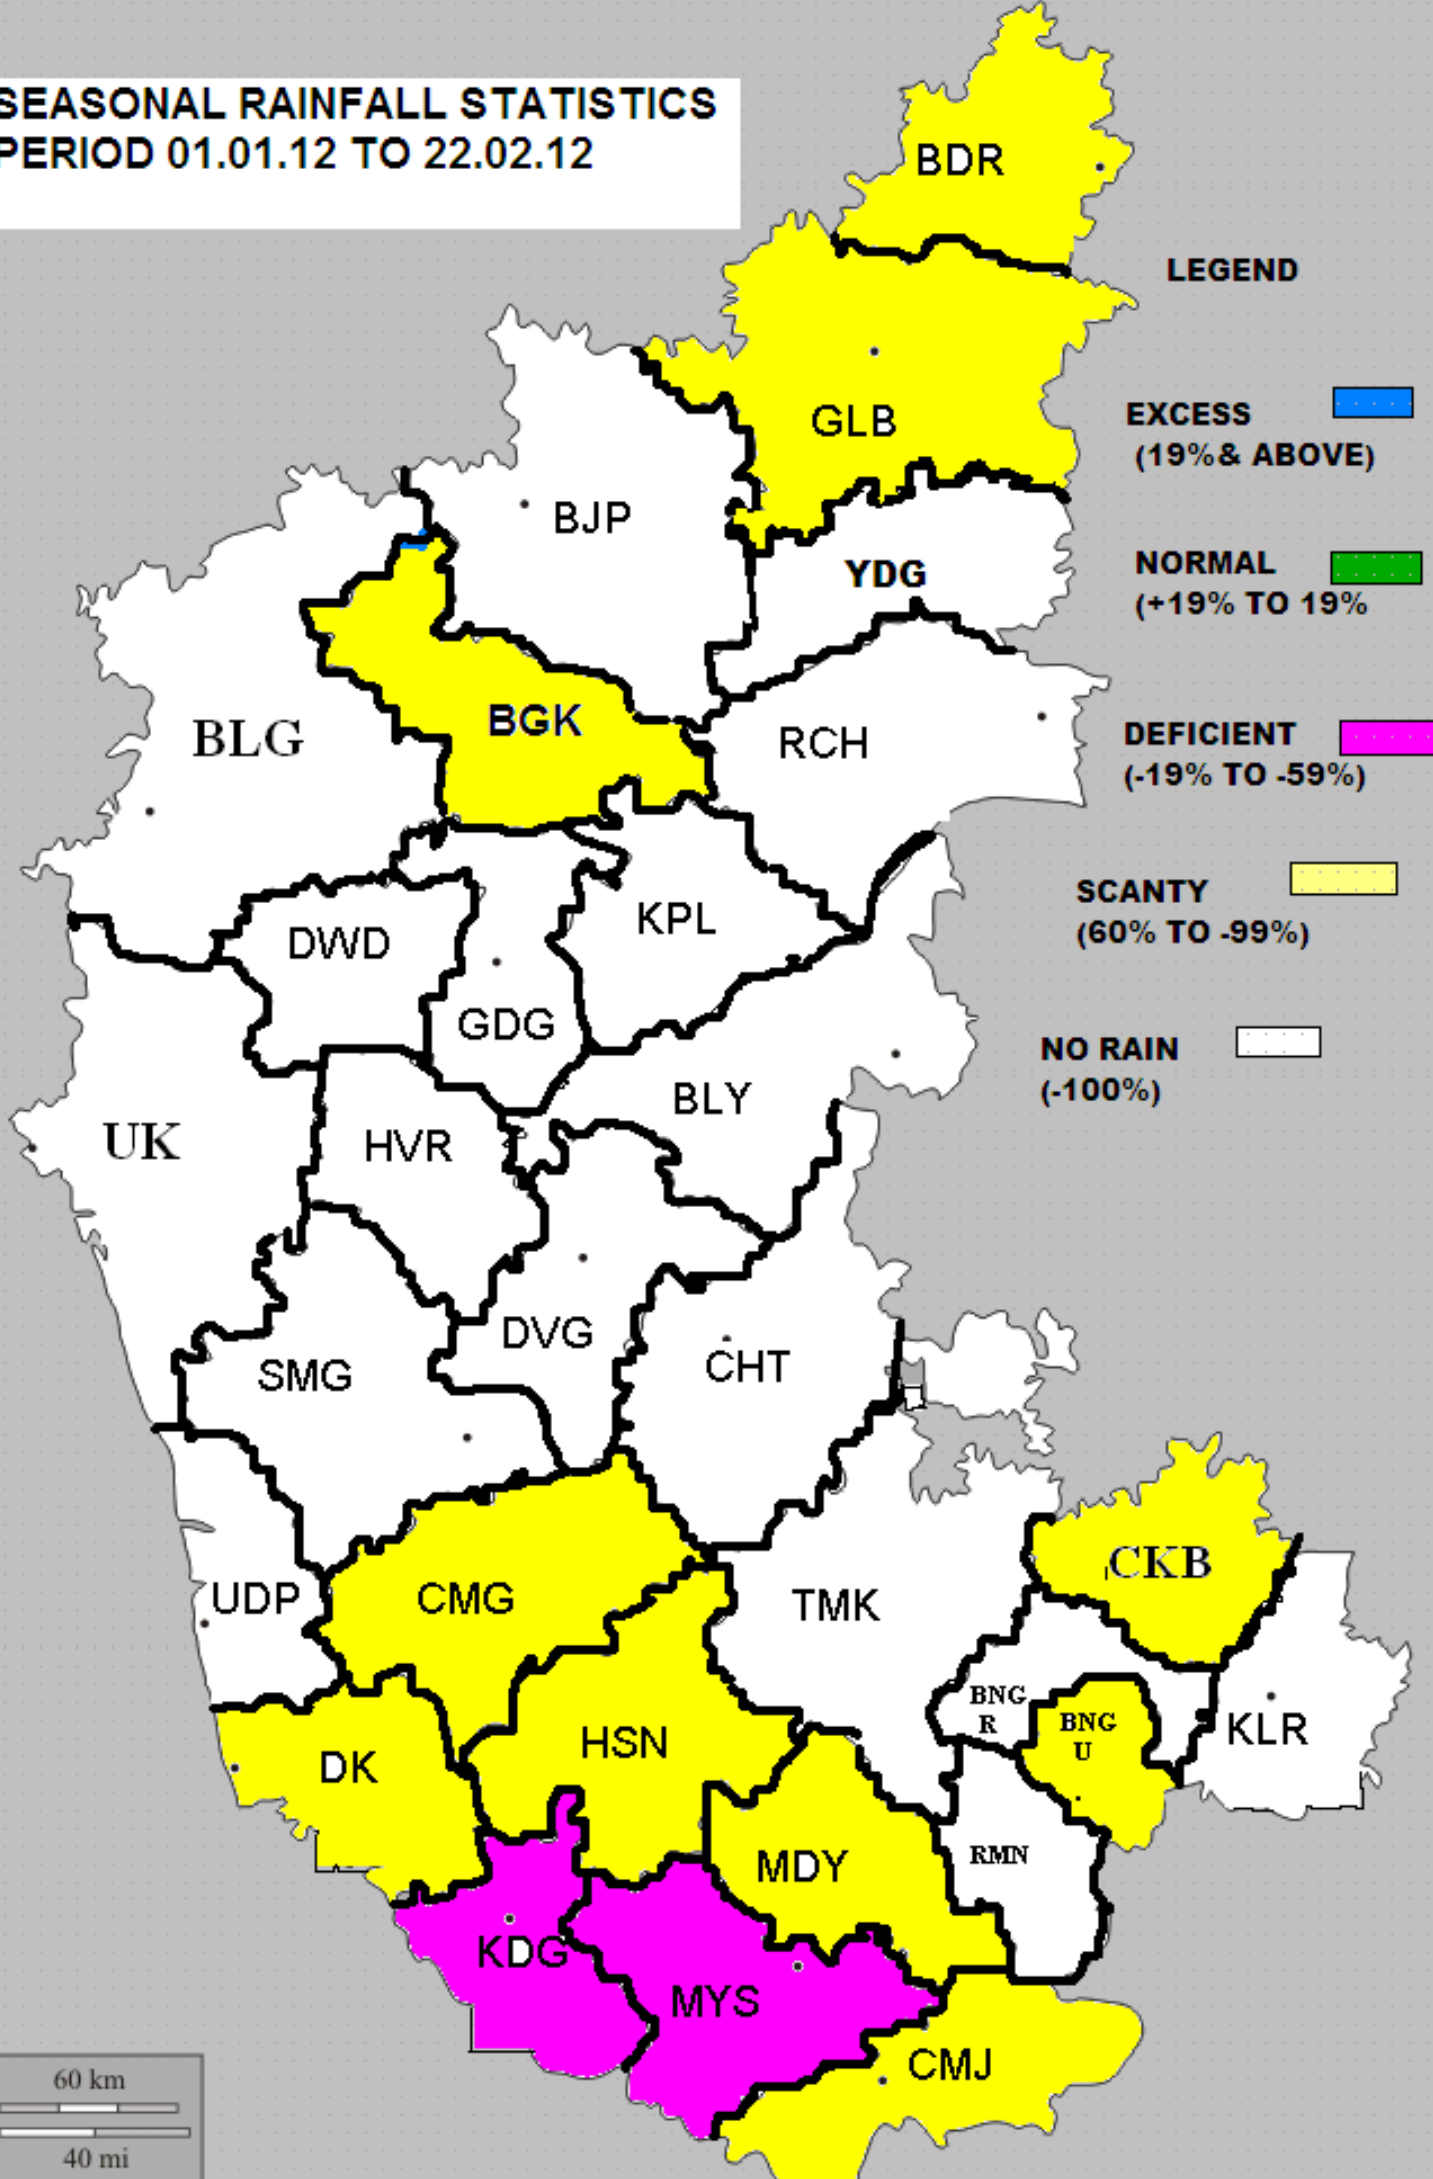 SEASONAL RAINFALL STATISTICS
PERIOD 01.01.12 TO 22.02.12
BDR
LEGEND
GLB
EXCESS
(19%& ABOVE)
BJP
YDG
NORMAL
(+19% TO 19%
BGK
BLG
RCH
DEFICIENT
(-19% TO -59%)
KPL
DWD
SCANTY
(60% TO -99%)
GDG
NO RAIN
(-100%)
BLY
UK
HVR
DVG
CHT
SMG
CKB
UDP
CMG
TMK
BNG
R
BNG
U
KLR
HSN
DK
MDY
RMN
KDG
MYS
CMJ
60 km
40 mi